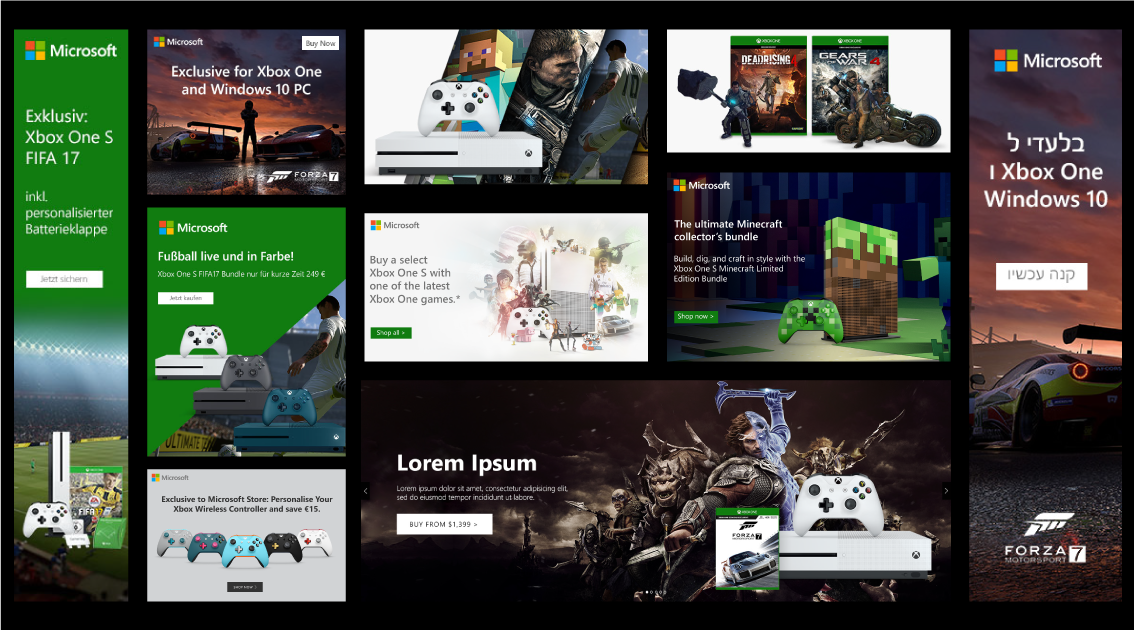 Microsoft
Exklusiv:
Xbox One S
FIFA 17
inkl.
personalisierter
Batterieklappe
Jetzt sichern
FIFA 17
Microsoft
Buy Now
Exclusive for Xbox One
and Windows 10 PC
FORZA 7
MOTORSPORT
Microsoft
Fußball live und in Farbe!
Xbox One S FIFA17 Bundle nur für kurze Zeit 249 €
Jetzt kaufen
ULTIMATE TE
Microsoft
Exclusive to Microsoft Store: Personalise Your
Xbox Wireless Controller and save €15.
SHOP NOW >
XBOX ONE
DEADRISING 4
XBOX ONE
GEARS
OF WAR 4
Microsoft
Buy a select
Xbox One S with
one of the latest
Xbox One games.*
Shop all >
Microsoft
The ultimate Minecraft
collector's bundle
Build, dig, and craft in style with the
Xbox One S Minecraft Limited
Edition Bundle
Shop now >
Lorem Ipsum
Lorem ipsum dolor sit amet, consectetur adipiscing elit,
sed do eiusmod tempor incididunt ut labore.
BUY FROM $1,399 >
FORZA 7
Microsoft
בלעדי ל
Xbox One ו
Windows 10
קנה עכשיו
FORZA 7
MOTORSPORT